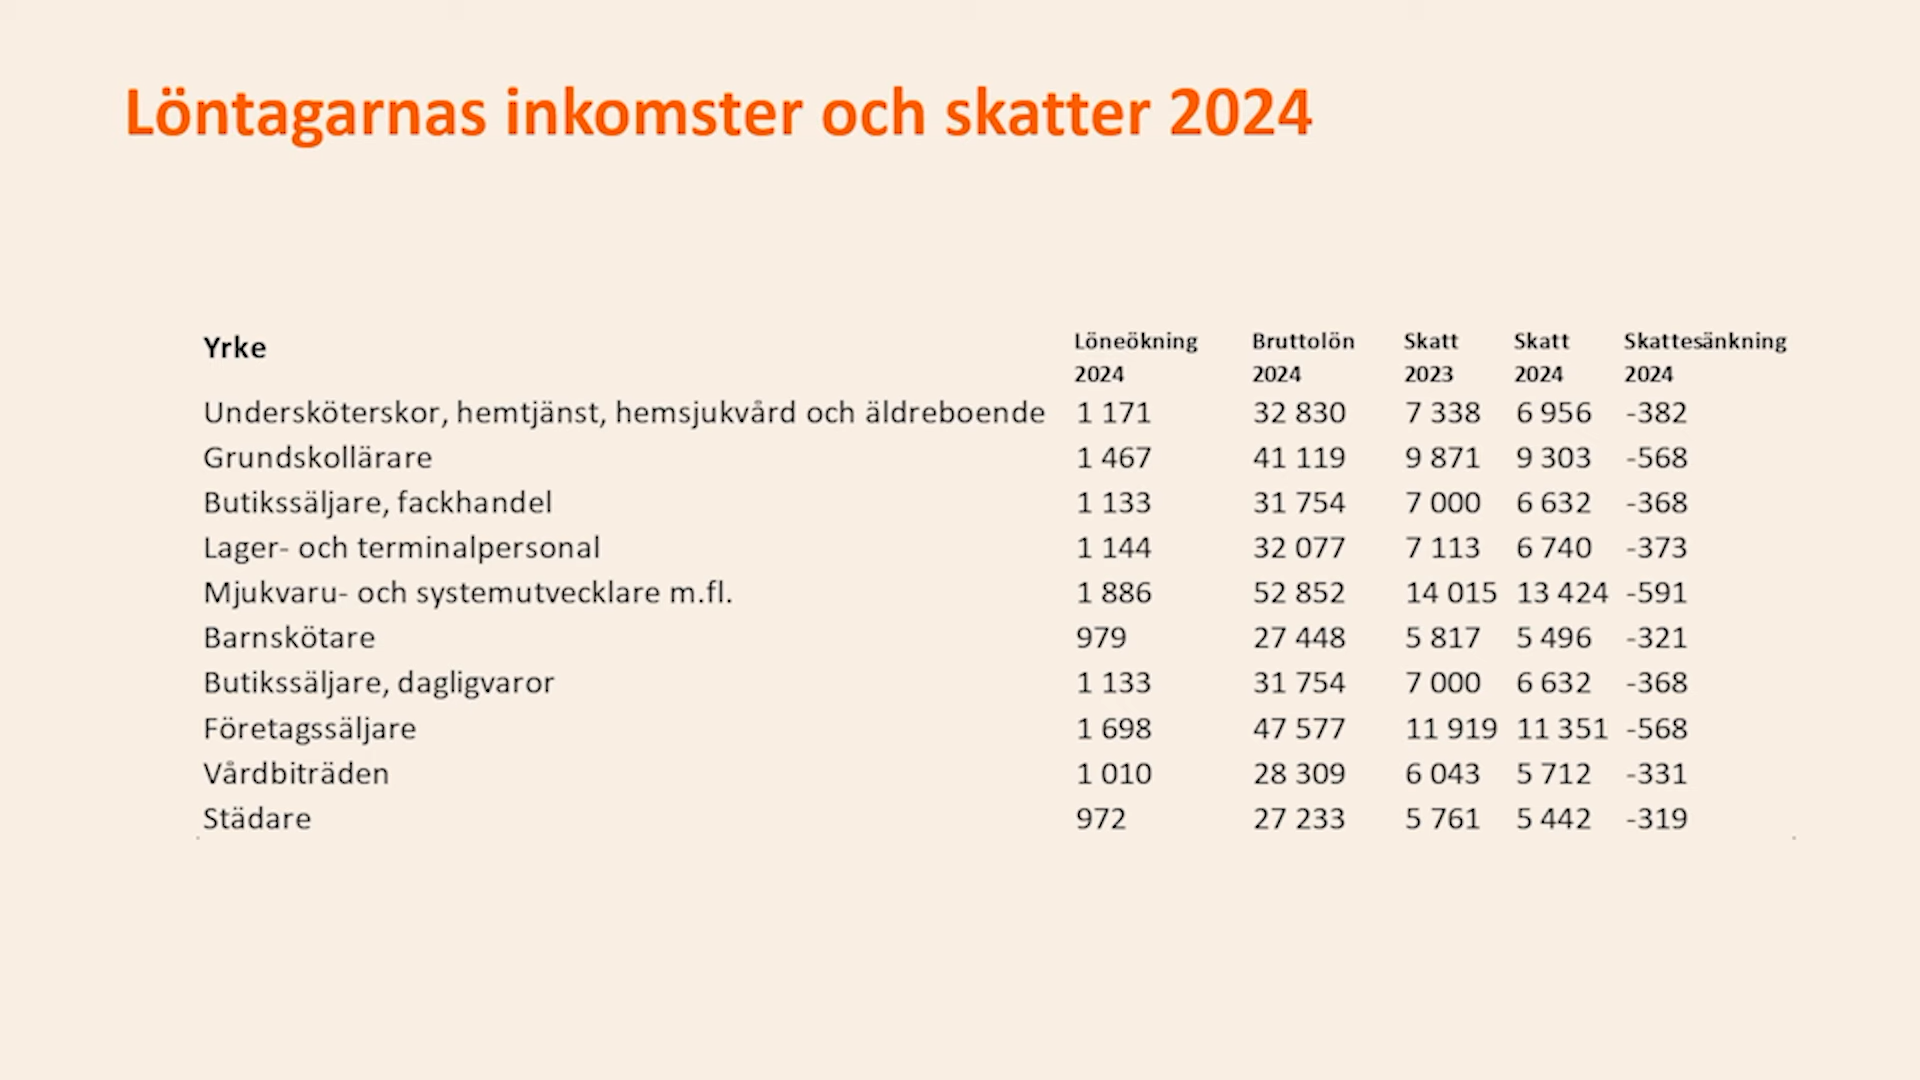 Löntagarnas inkomster och skatter 2024
Yrke Löneökning 2024 Bruttolön 2024 Skatt 2023 Skatt 2024 Skattesänkning 2024
Undersköterskor, hemtjänst, hemsjukvård och äldreboende 1 171 32 830 7 338 6 956 -382
Grundskollärare 1 467 41 119 9 871 9 303 -568
Butikssäljare, fackhandel 1 133 31 754 7 000 6 632 -368
Lager- och terminalpersonal 1 144 32 077 7 113 6 740 -373
Mjukvaru- och systemutvecklare m.fl. 1 886 52 852 14 015 13 424 -591
Barnskötare 979 27 448 5 817 5 496 -321
Butikssäljare, dagligvaror 1 133 31 754 7 000 6 632 -368
Företagssäljare 1 698 47 577 11 919 11 351 -568
Vårdbiträden 1 010 28 309 6 043 5 712 -331
Städare 972 27 233 5 761 5 442 -319